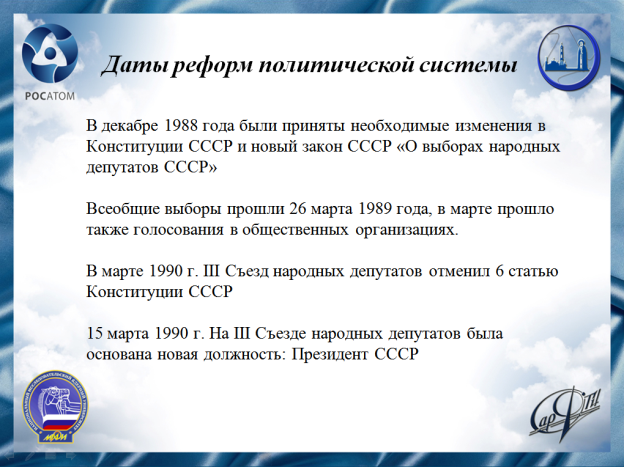 Даты реформ политической системы
РОСАТОМ
В декабре 1988 года были приняты необходимые изменения в
Конституции СССР и новый закон СССР «О выборах народных
депутатов СССР»
Всеобщие выборы прошли 26 марта 1989 года, в марте прошло
также голосования в общественных организациях.
В марте 1990 г. III Съезд народных депутатов отменил 6 статью
Конституции СССР
15 марта 1990 г. На III Съезде народных депутатов была
основана новая должность: Президент СССР
МИФИ
СарФТИ